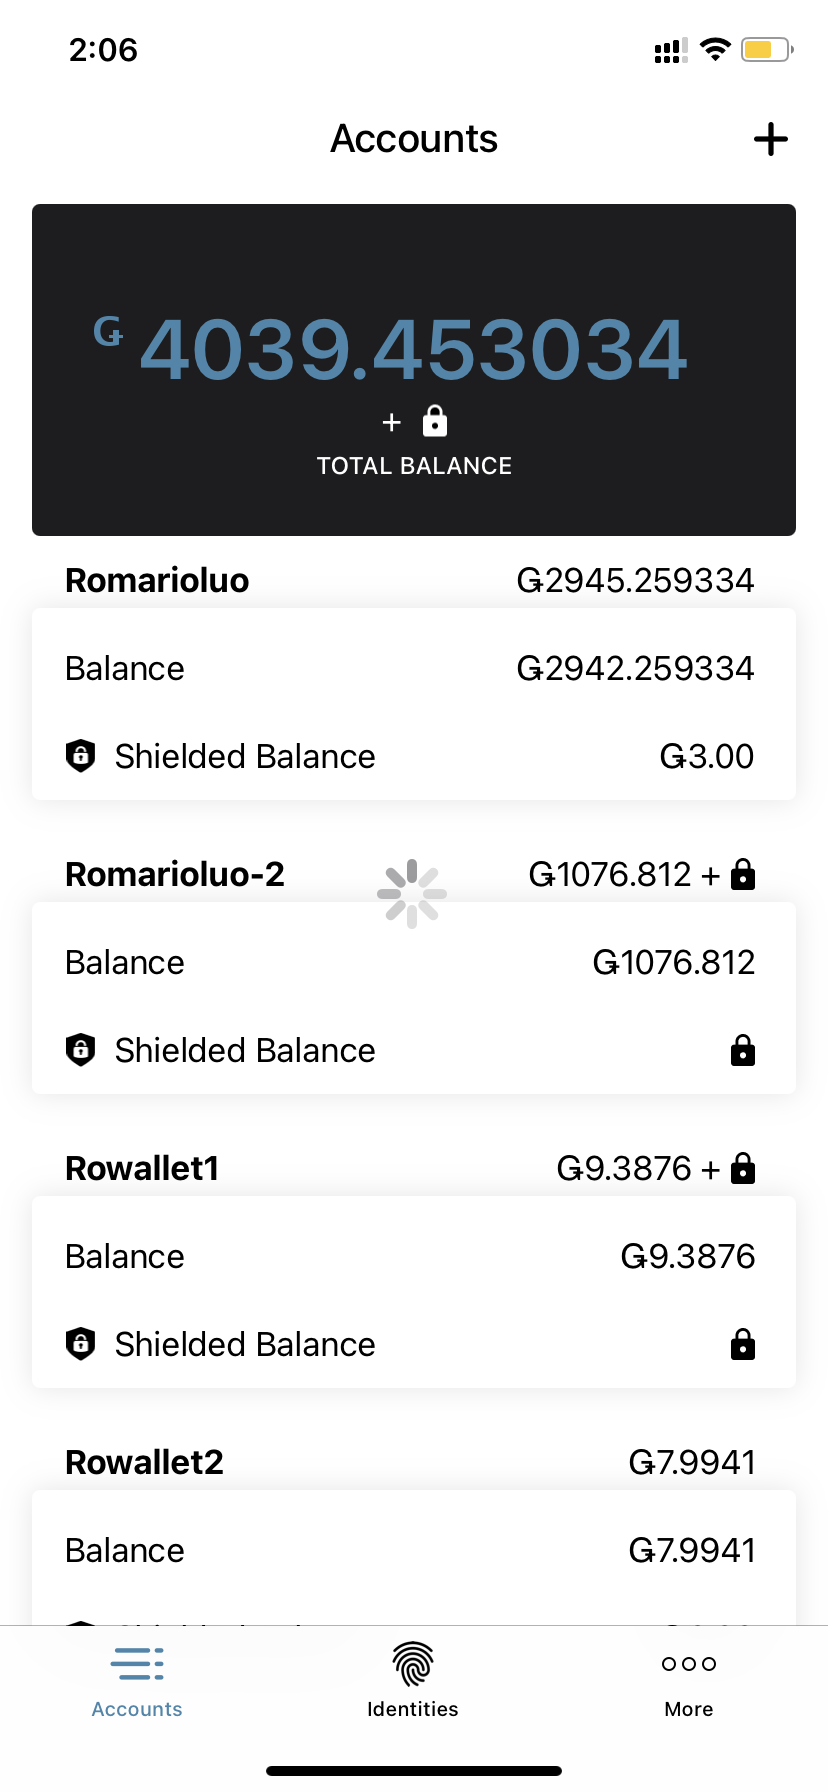 2:06
Accounts
+
Ǥ 4039.453034
+
TOTAL BALANCE
Romarioluo Ǥ2945.259334
Balance Ǥ2942.259334
Shielded Balance Ǥ3.00
Romarioluo-2 Ǥ1076.812 +
Balance Ǥ1076.812
Shielded Balance
Rowallet1 Ǥ9.3876 +
Balance Ǥ9.3876
Shielded Balance
Rowallet2 Ǥ7.9941
Balance Ǥ7.9941
Accounts Identities More